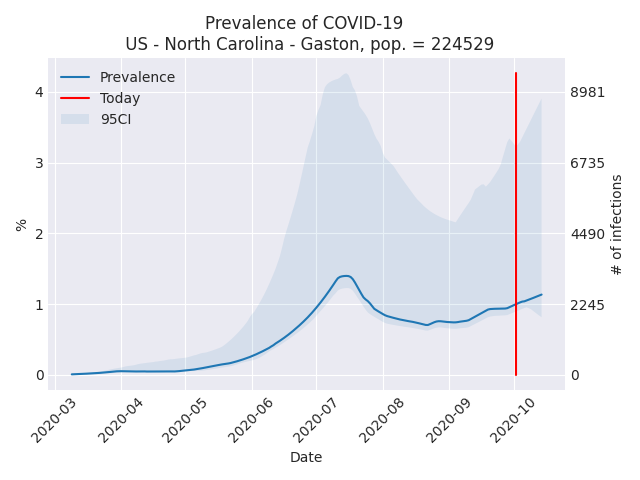 Prevalence of COVID-19
US - North Carolina - Gaston, pop. = 224529
Prevalence
Today
95CI
%
4
3
2
1
0
8981
6735
4490
2245
0
# of infections
2020-03
2020-04
2020-05
2020-06
2020-07
2020-08
2020-09
2020-10
Date